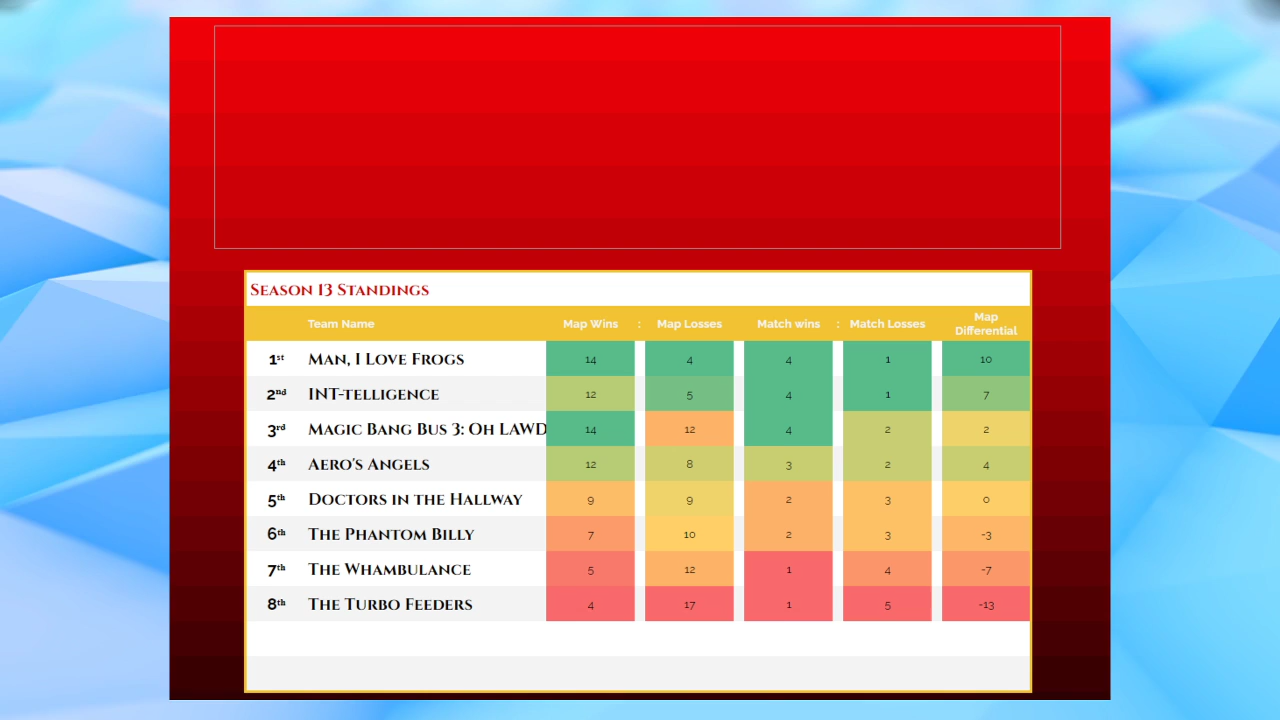 Season 13 Standings
Team Name Map Wins : Map Losses Match wins : Match Losses Map Differential
1st Man, I Love Frogs 14 4 4 1 10
2nd INT-telligence 12 5 4 1 7
3rd Magic Bang Bus 3: Oh LAWD 14 12 4 2 2
4th Aero's Angels 12 8 3 2 4
5th Doctors in the Hallway 9 9 2 3 0
6th The Phantom Billy 7 10 2 3 -3
7th The Whambulance 5 12 1 4 -7
8th The Turbo Feeders 4 17 1 5 -13